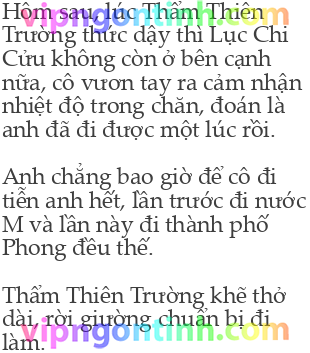 Hôm sau, lúc Thẩm Thiên
vipngontinh.com
Trường thức dậy thì Lục Chi
Cửu không còn ở bên cạnh
nữa, cô vươn tay ra cảm nhận
nhiệt độ trong chăn, đoán là
anh đã đi được một lúc rồi.
Anh chẳng bao giờ để cô đi
tiễn anh hết, lần trước đi nước
M và lần này đi thành phố
Phong đều thế.
Thẩm Thiên Trường khẽ thở
dài, rời giường chuẩn bị đi
vipngontinh.com
làm.